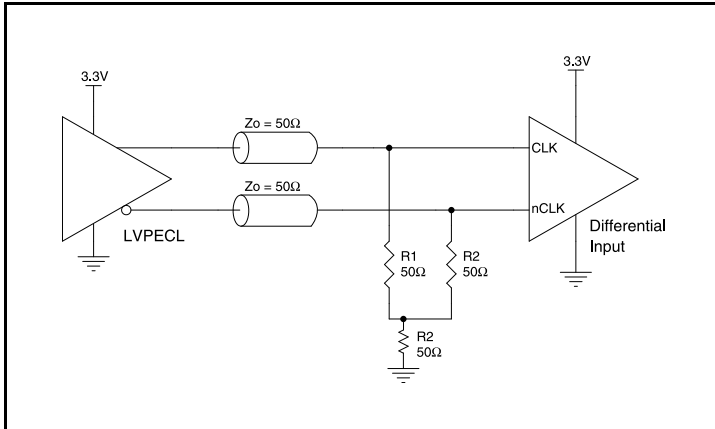 3.3V
3.3V
Zo = 50Ω
CLK
Zo = 50Ω
nCLK
LVPECL
Differential
Input
R1
50Ω
R2
50Ω
R2
50Ω